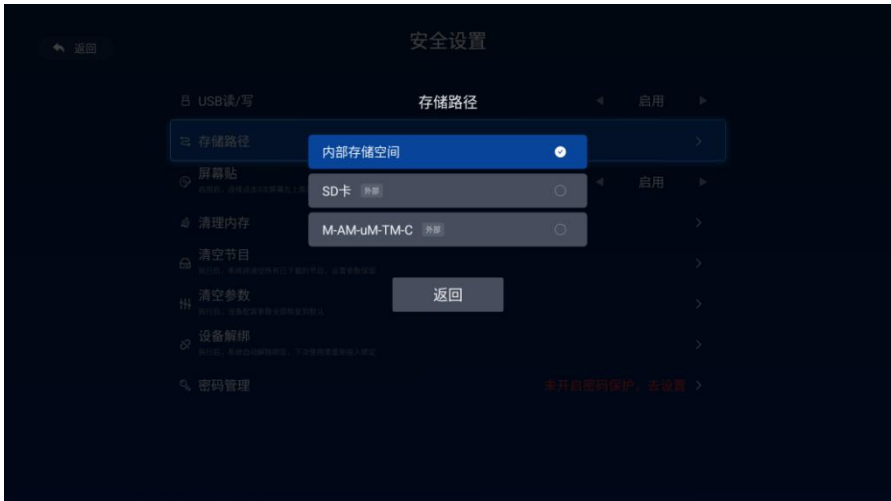 返回
安全设置
USB读/写
存储路径
启用
存储路径
内部存储空间
屏幕贴
启用
SD卡 外部
清理内存
M-AM-uM-TM-C 外部
清空节目
清空参数
返回
设备解绑
密码管理
未开启密码保护，去设置